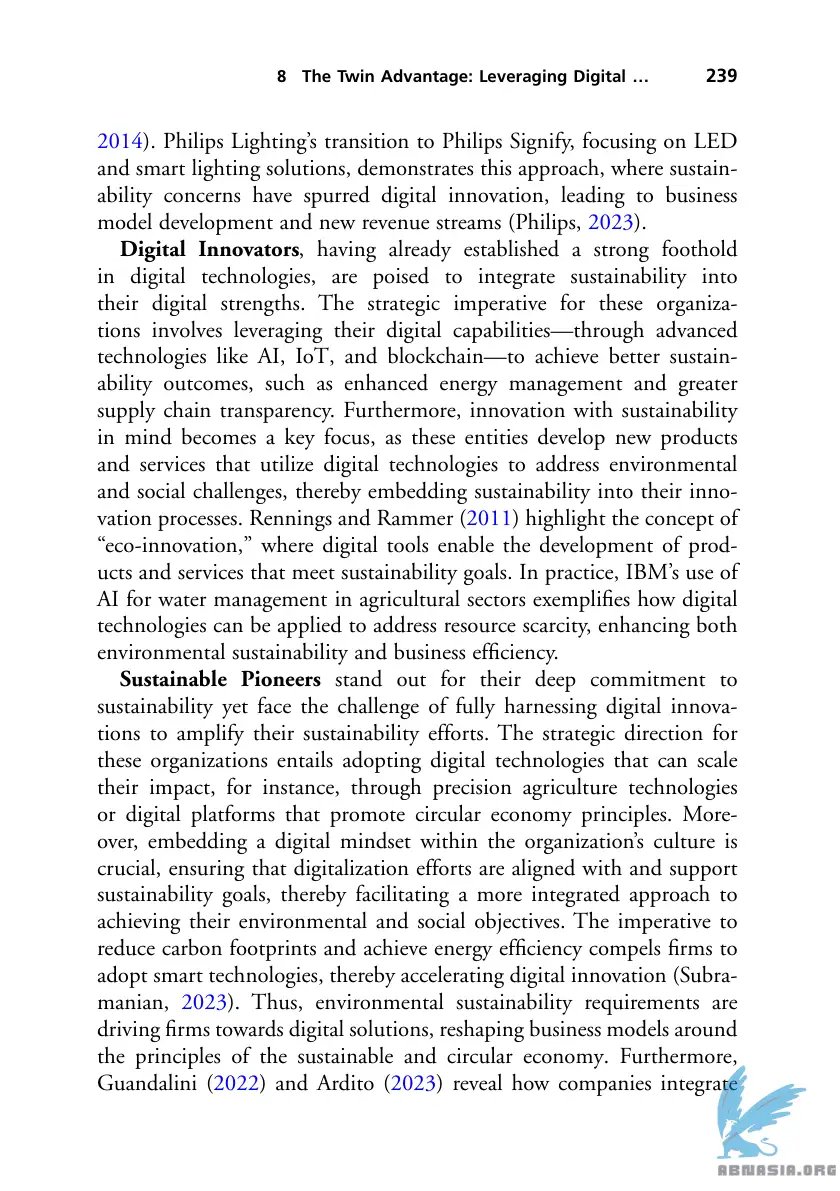 8 The Twin Advantage: Leveraging Digital … 239
2014). Philips Lighting’s transition to Philips Signify, focusing on LED
and smart lighting solutions, demonstrates this approach, where sustain-
ability concerns have spurred digital innovation, leading to business
model development and new revenue streams (Philips, 2023).
Digital Innovators, having already established a strong foothold
in digital technologies, are poised to integrate sustainability into
their digital strengths. The strategic imperative for these organiza-
tions involves leveraging their digital capabilities—through advanced
technologies like AI, IoT, and blockchain—to achieve better sustain-
ability outcomes, such as enhanced energy management and greater
supply chain transparency. Furthermore, innovation with sustainability
in mind becomes a key focus, as these entities develop new products
and services that utilize digital technologies to address environmental
and social challenges, thereby embedding sustainability into their inno-
vation processes. Rennings and Rammer (2011) highlight the concept of
“eco-innovation,” where digital tools enable the development of prod-
ucts and services that meet sustainability goals. In practice, IBM’s use of
AI for water management in agricultural sectors exemplifies how digital
technologies can be applied to address resource scarcity, enhancing both
environmental sustainability and business efficiency.
Sustainable Pioneers stand out for their deep commitment to
sustainability yet face the challenge of fully harnessing digital innova-
tions to amplify their sustainability efforts. The strategic direction for
these organizations entails adopting digital technologies that can scale
their impact, for instance, through precision agriculture technologies
or digital platforms that promote circular economy principles. More-
over, embedding a digital mindset within the organization’s culture is
crucial, ensuring that digitalization efforts are aligned with and support
sustainability goals, thereby facilitating a more integrated approach to
achieving their environmental and social objectives. The imperative to
reduce carbon footprints and achieve energy efficiency compels firms to
adopt smart technologies, thereby accelerating digital innovation (Subra-
manian, 2023). Thus, environmental sustainability requirements are
driving firms towards digital solutions, reshaping business models around
the principles of the sustainable and circular economy. Furthermore,
Guandalini (2022) and Ardito (2023) reveal how companies integrate
ABNASIA.ORG